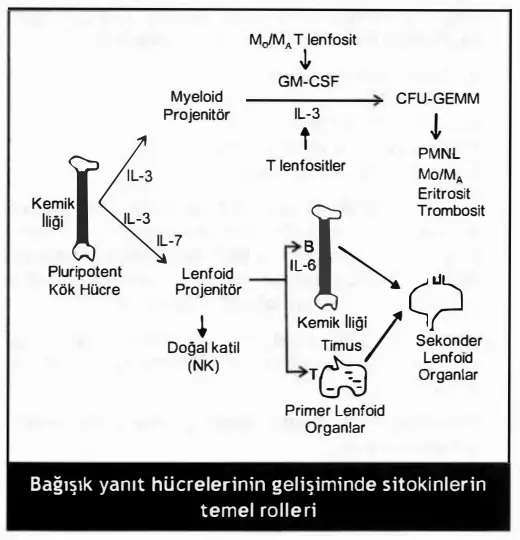 Mo/MA T lenfosit
GM-CSF
Myeloid
Projenitör
CFU-GEMM
IL-3
T lenfositler
PMNL
Mo/MA
Eritrosit
Trombosit
IL-3
Kemik
İliği
IL-3
IL-7
Pluripotent
Kök Hücre
Lenfoid
Projenitör
B
IL-6
Kemik İliği
Doğal katil
(NK)
Timus
T
Primer Lenfoid
Organlar
Sekonder
Lenfoid
Organlar
Bağışık yanıt hücrelerinin gelişiminde sitokinlerin
temel rolleri